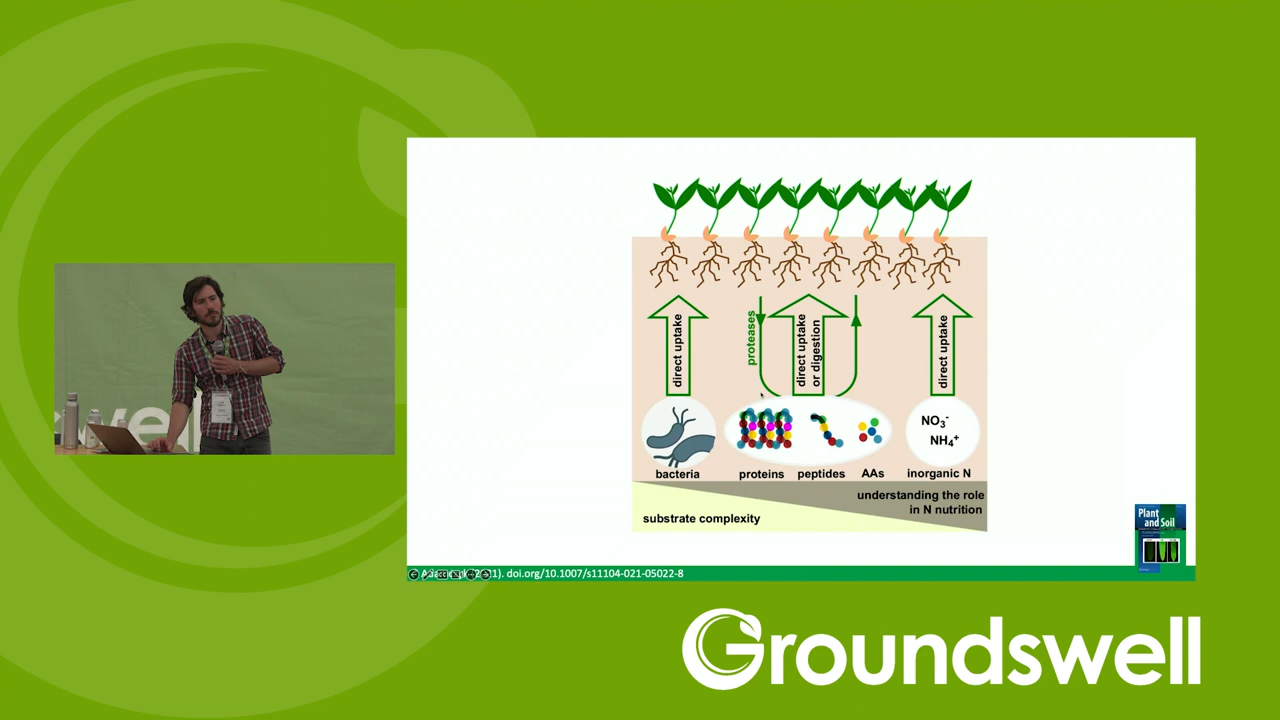 proteases
direct uptake
direct uptake
or digestion
direct uptake
NO₃⁻
NH₄⁺
bacteria
proteins
peptides
AAs
inorganic N
understanding the role
in N nutrition
substrate complexity
Plant
and Soil
doi.org/10.1007/s11104-021-05022-8
Groundswell